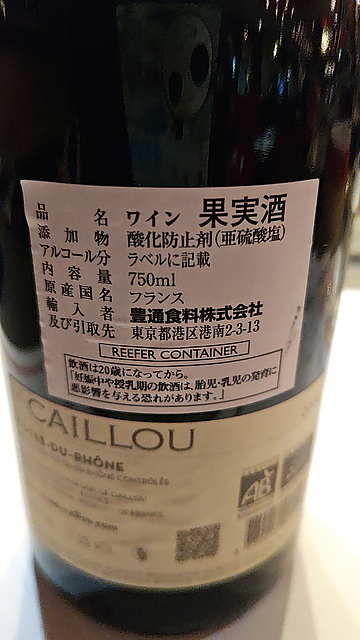 品名 ワイン 果実酒
添加物 酸化防止剤(亜硫酸塩)
アルコール分 ラベルに記載
内容量 750ml
原産国名 フランス
輸入者 豊通食料株式会社
及び引取先 東京都港区港南2-3-13
REEFER CONTAINER
飲酒は20歳になってから。
「妊娠中や授乳期の飲酒は、胎児・乳児の発育に
悪影響を与える恐れがあります。」
CAILLOU
-DU-RHÔNE
AB